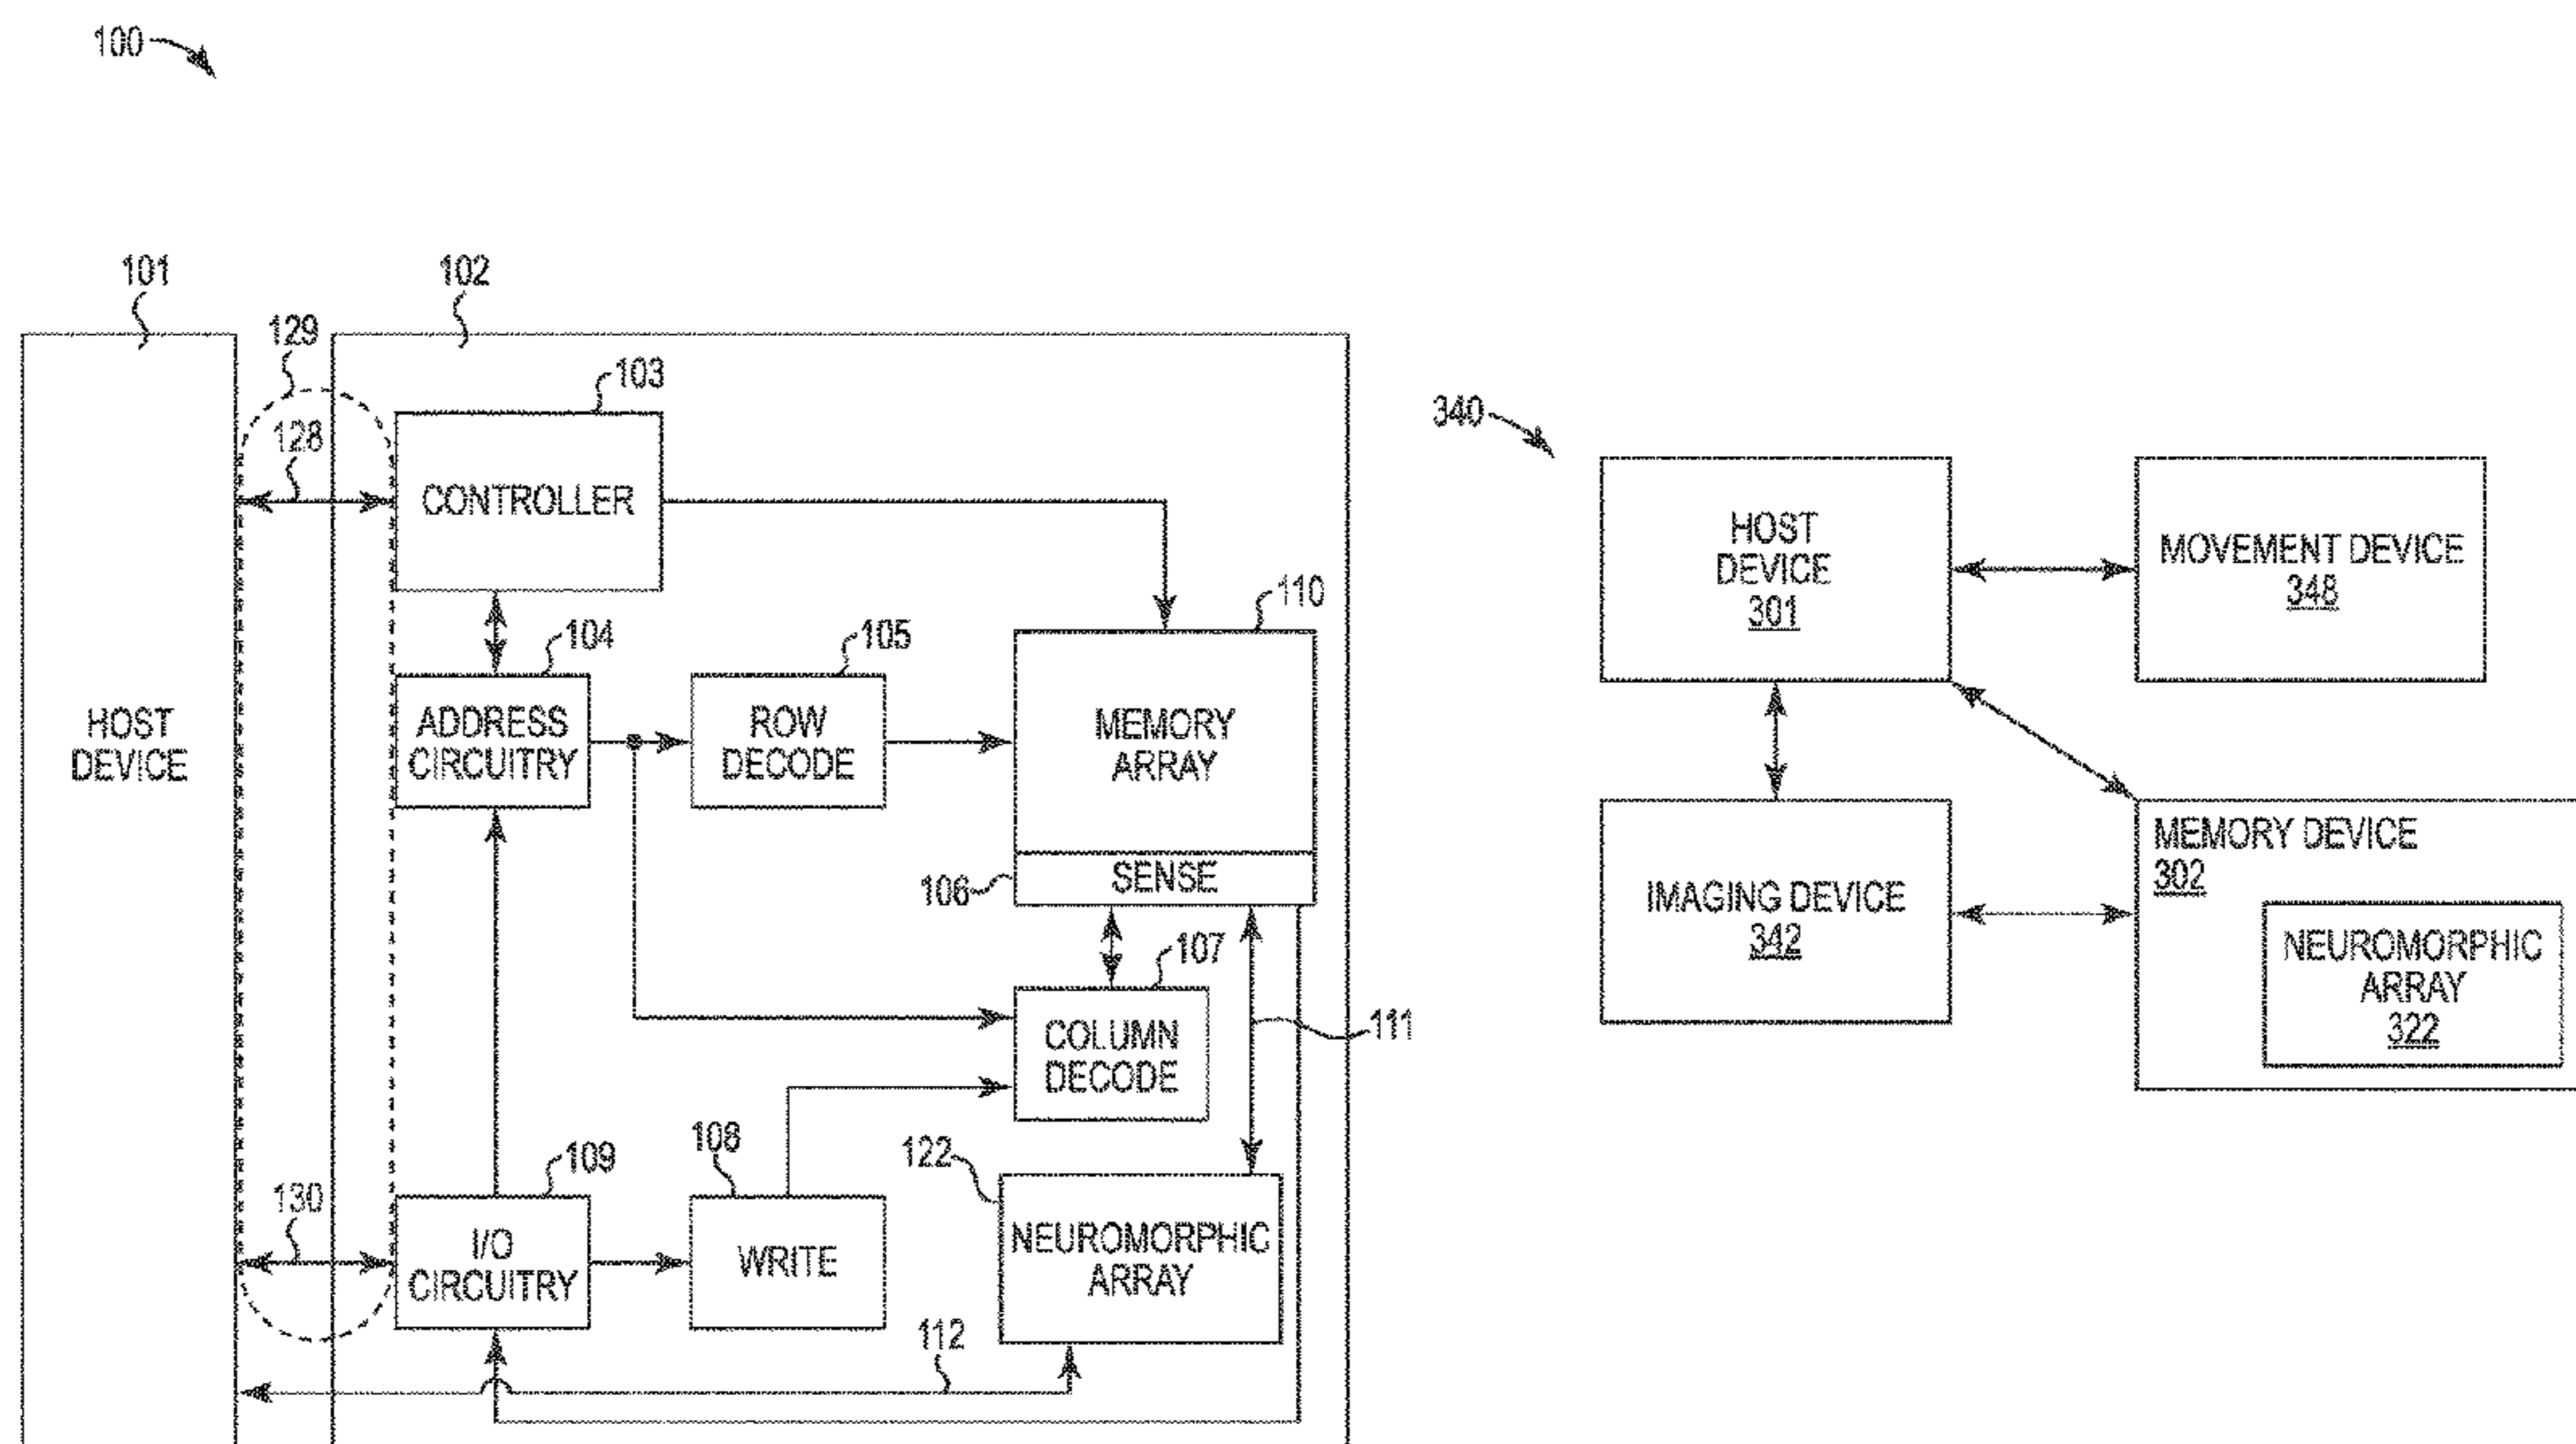 100
101
102
129
128
103
CONTROLLER
104
105
110
HOST
DEVICE
ADDRESS
CIRCUITRY
ROW
DECODE
MEMORY
ARRAY
106
SENSE
107
COLUMN
DECODE
111
109
108
122
130
I/O
CIRCUITRY
WRITE
NEUROMORPHIC
ARRAY
112
340
HOST
DEVICE
301
MOVEMENT DEVICE
348
IMAGING DEVICE
342
MEMORY DEVICE
302
NEUROMORPHIC
ARRAY
322